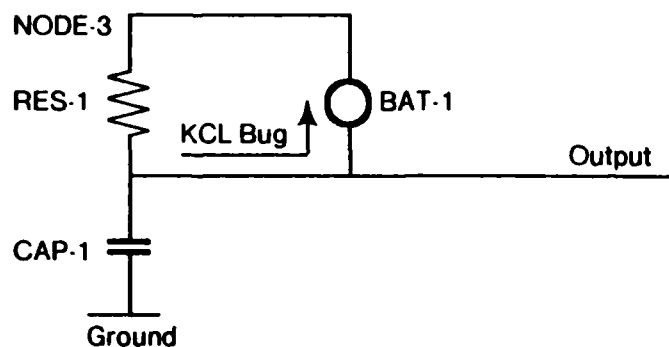 NODE-3
RES-1
BAT-1
KCL Bug
Output
CAP-1
Ground